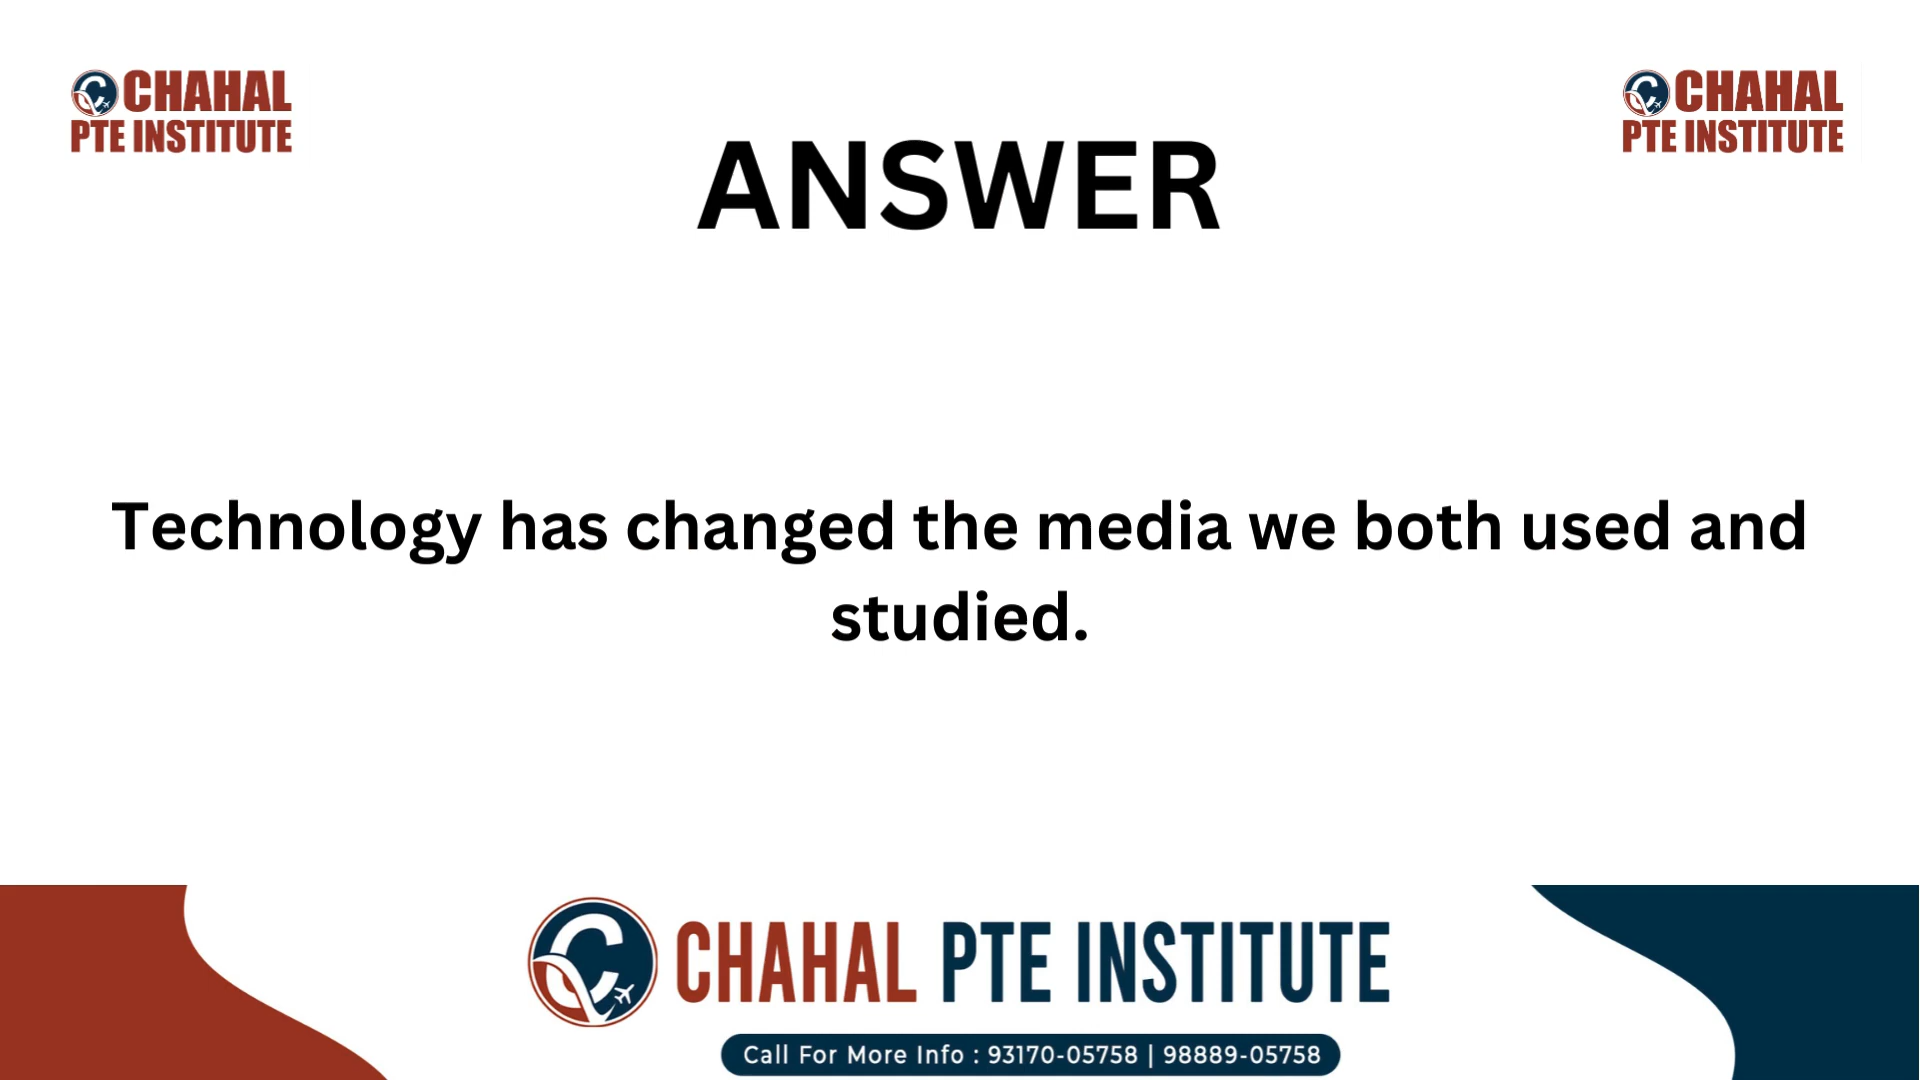 CHAHAL
PTE INSTITUTE
CHAHAL
PTE INSTITUTE
ANSWER
Technology has changed the media we both used and
studied.
CHAHAL PTE INSTITUTE
Call For More Info : 93170-05758 | 98889-05758